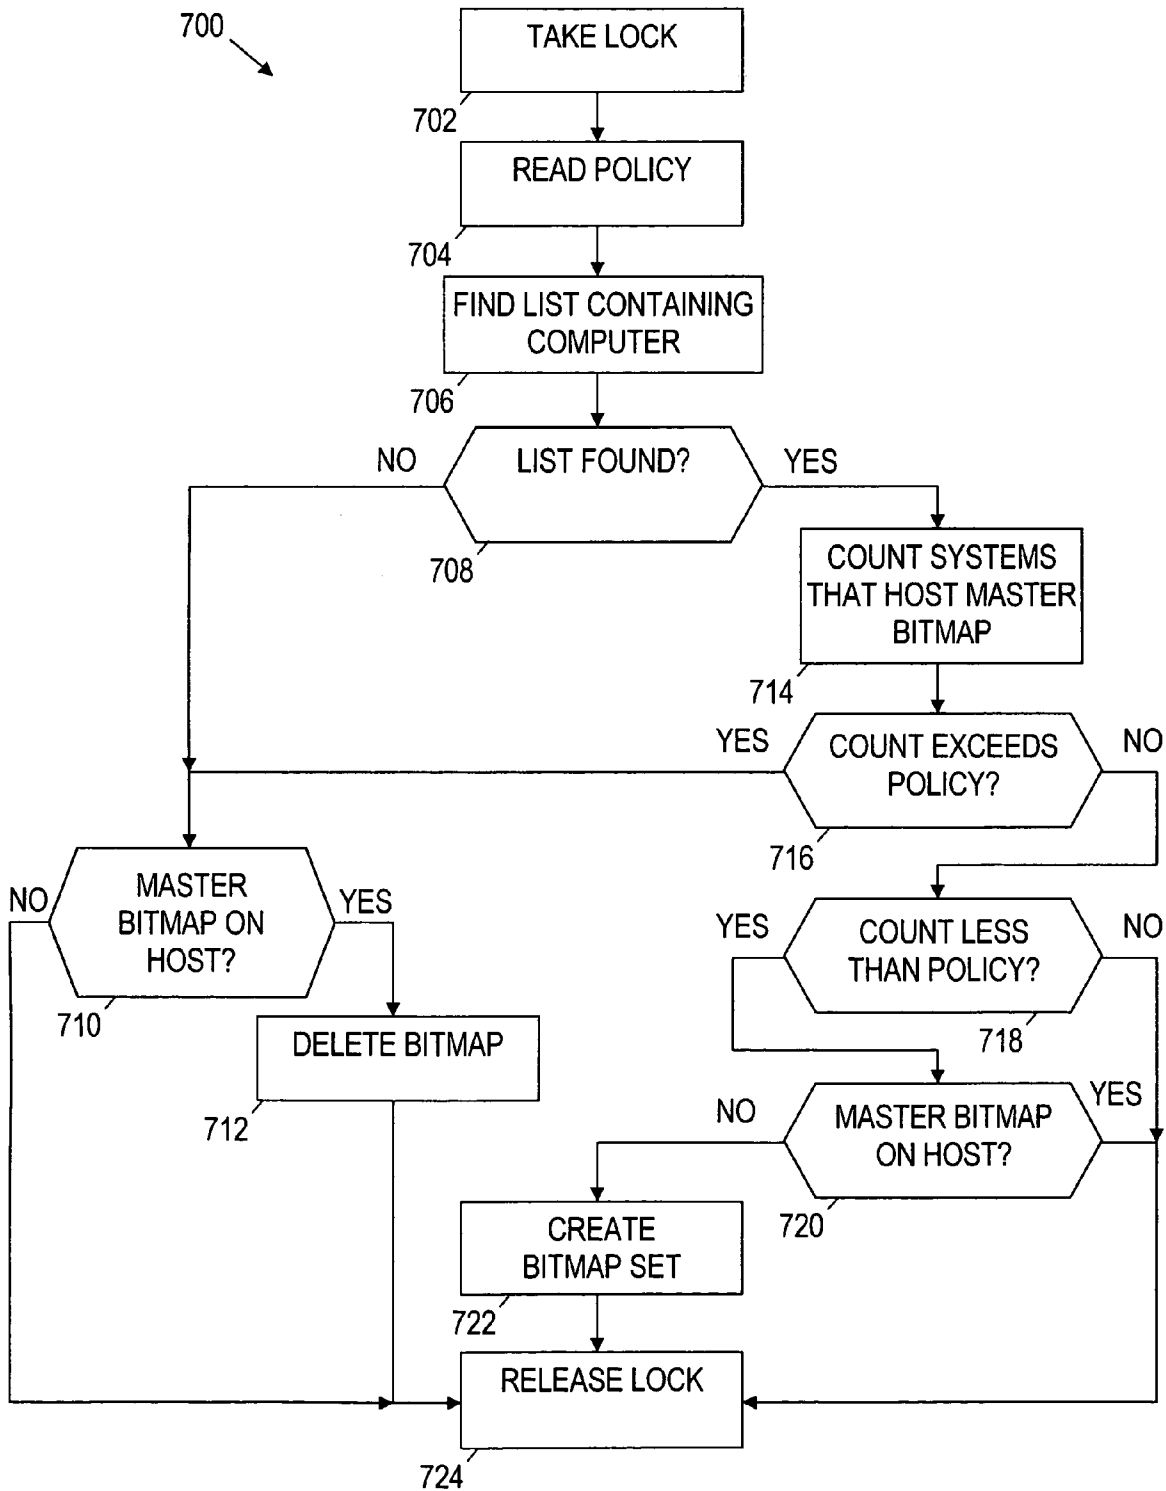 700
TAKE LOCK
702
READ POLICY
704
FIND LIST CONTAINING
COMPUTER
706
NO
LIST FOUND?
YES
708
COUNT SYSTEMS
THAT HOST MASTER
BITMAP
714
YES
COUNT EXCEEDS
POLICY?
NO
716
NO
MASTER
BITMAP ON
HOST?
YES
710
YES
COUNT LESS
THAN POLICY?
NO
718
DELETE BITMAP
712
NO
MASTER BITMAP
ON HOST?
YES
720
CREATE
BITMAP SET
722
RELEASE LOCK
724